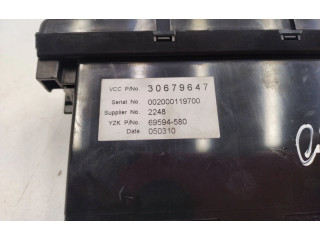 VCC P/No. 30679647
Serial No. 002000119700
Supplier No. 2248
YZK P/No. 69594-580
Date. 050310